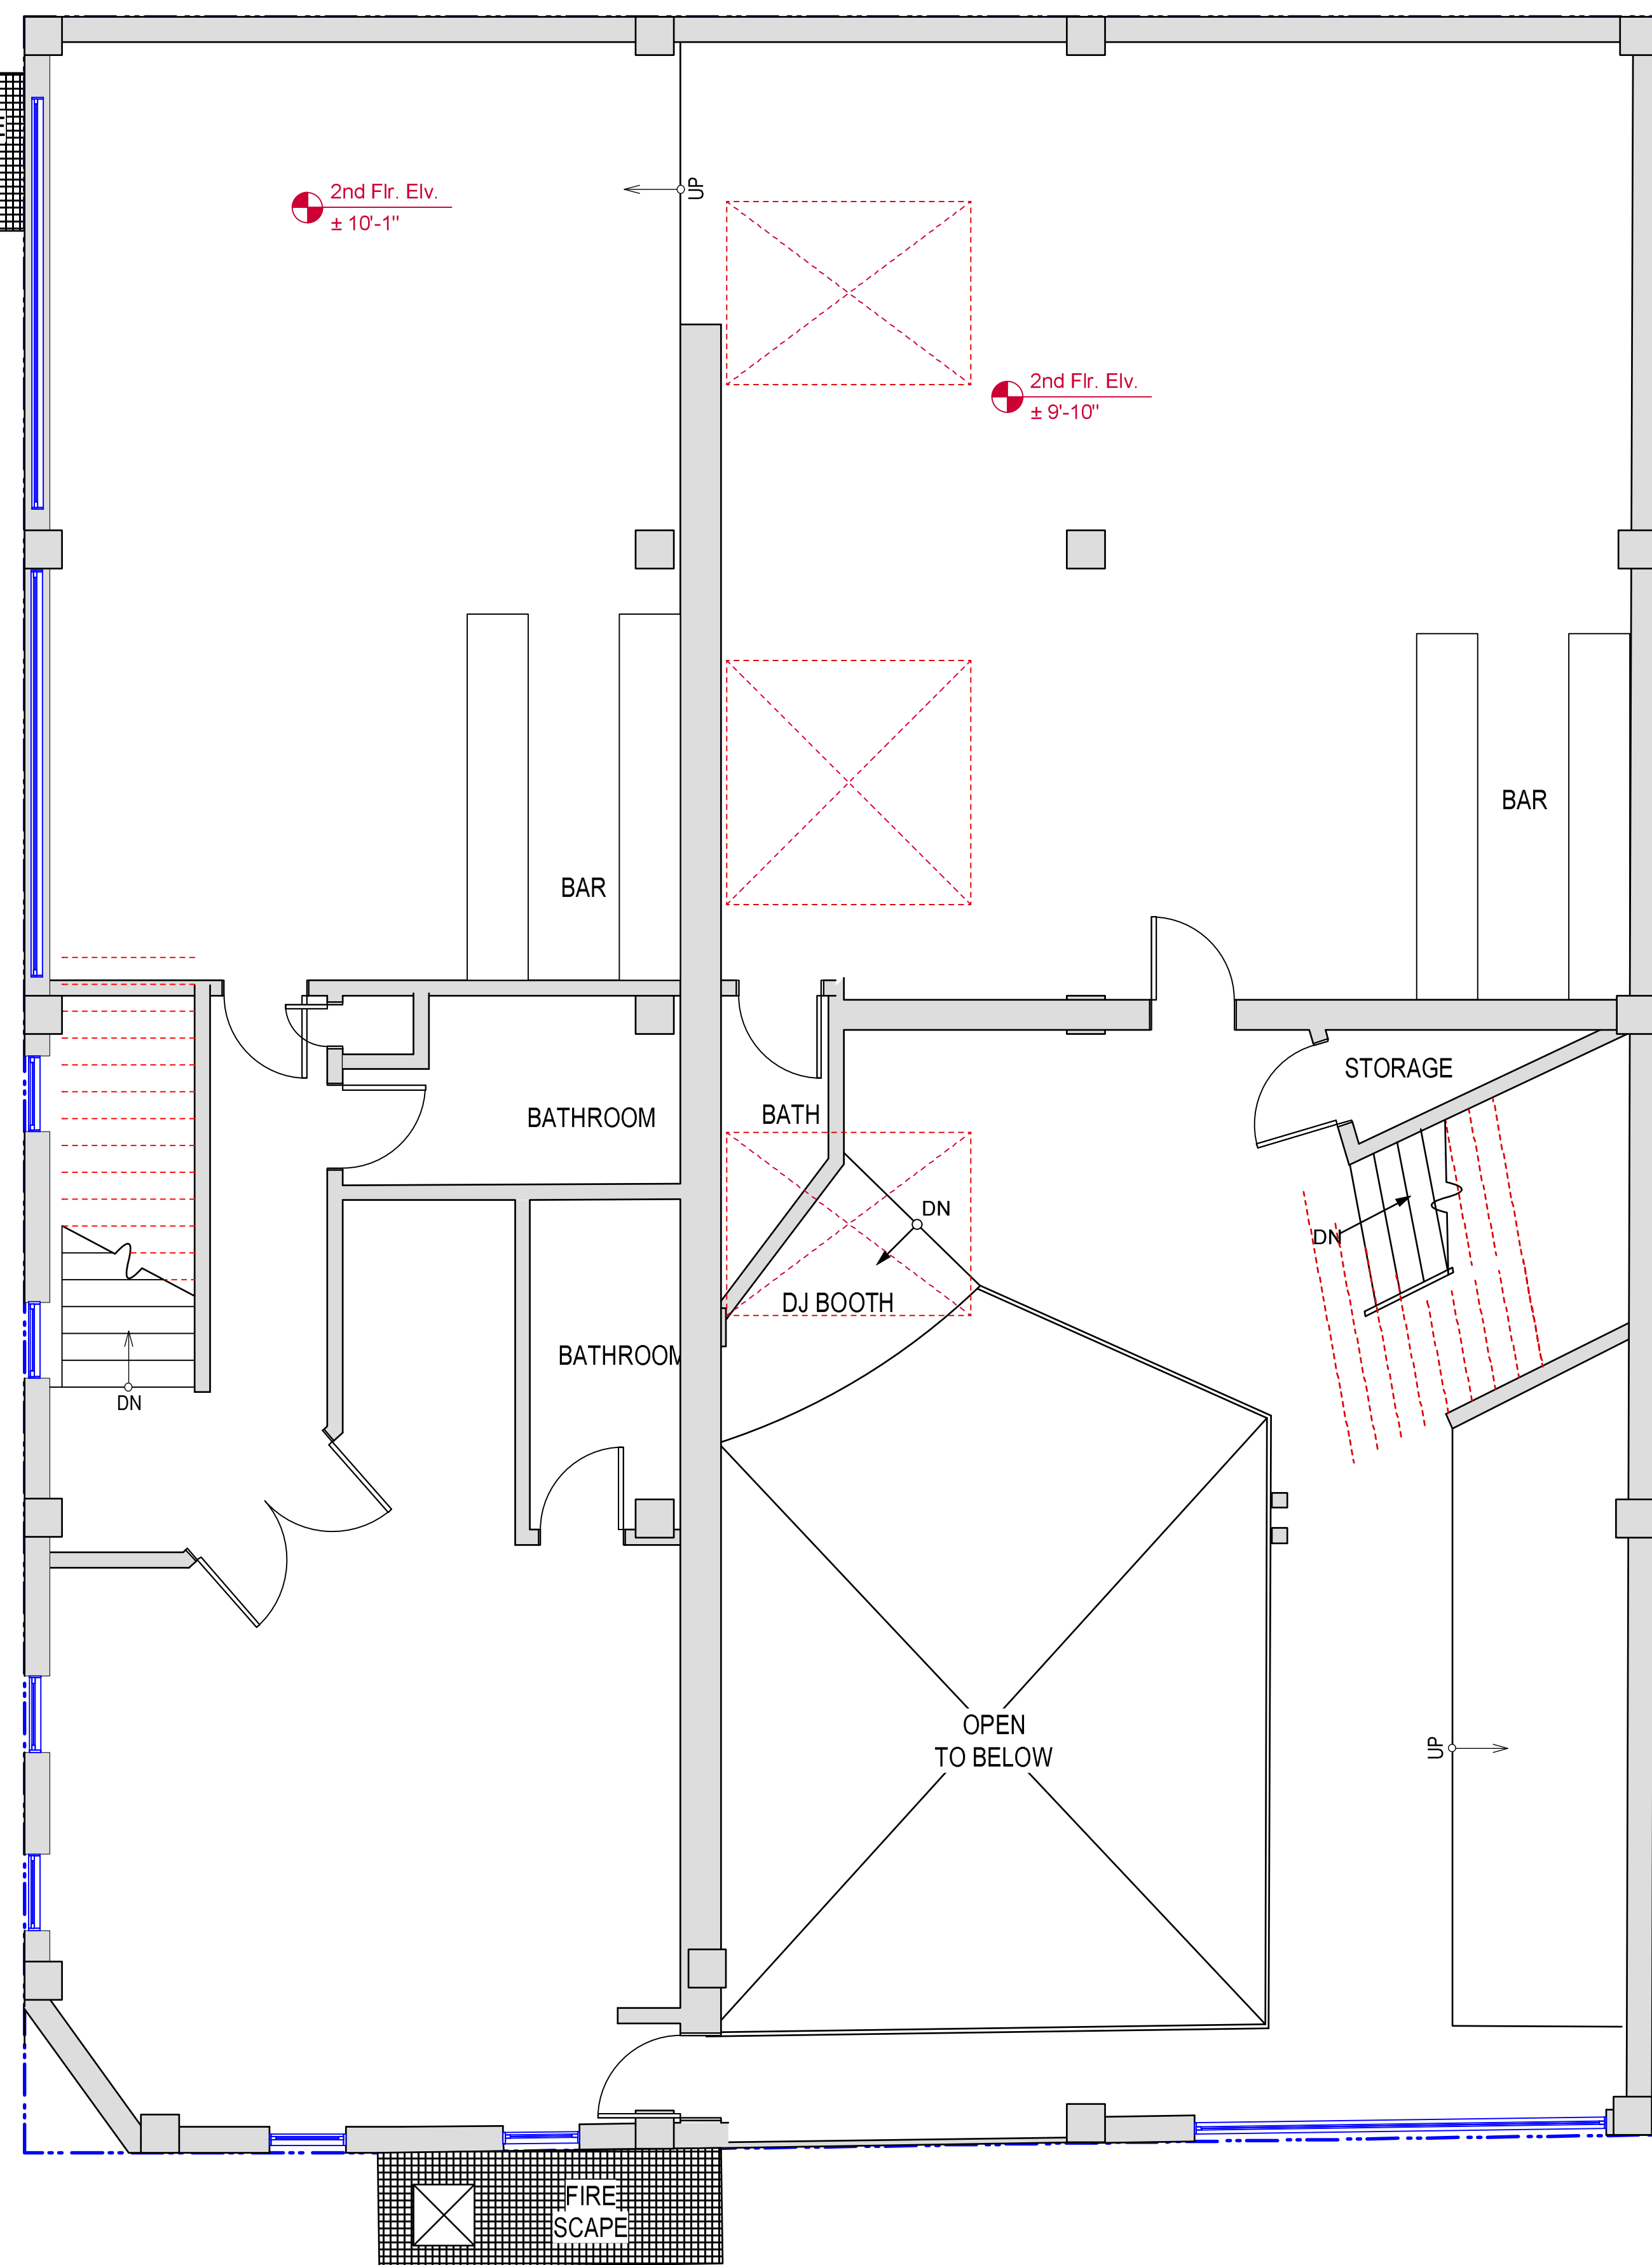 2nd Flr. Elv.
± 10'-1"
UP
2nd Flr. Elv.
± 9'-10"
BAR
BAR
STORAGE
BATHROOM
BATH
DN
DN
DJ BOOTH
BATHROOM
DN
OPEN
TO BELOW
UP
FIRE
SCAPE